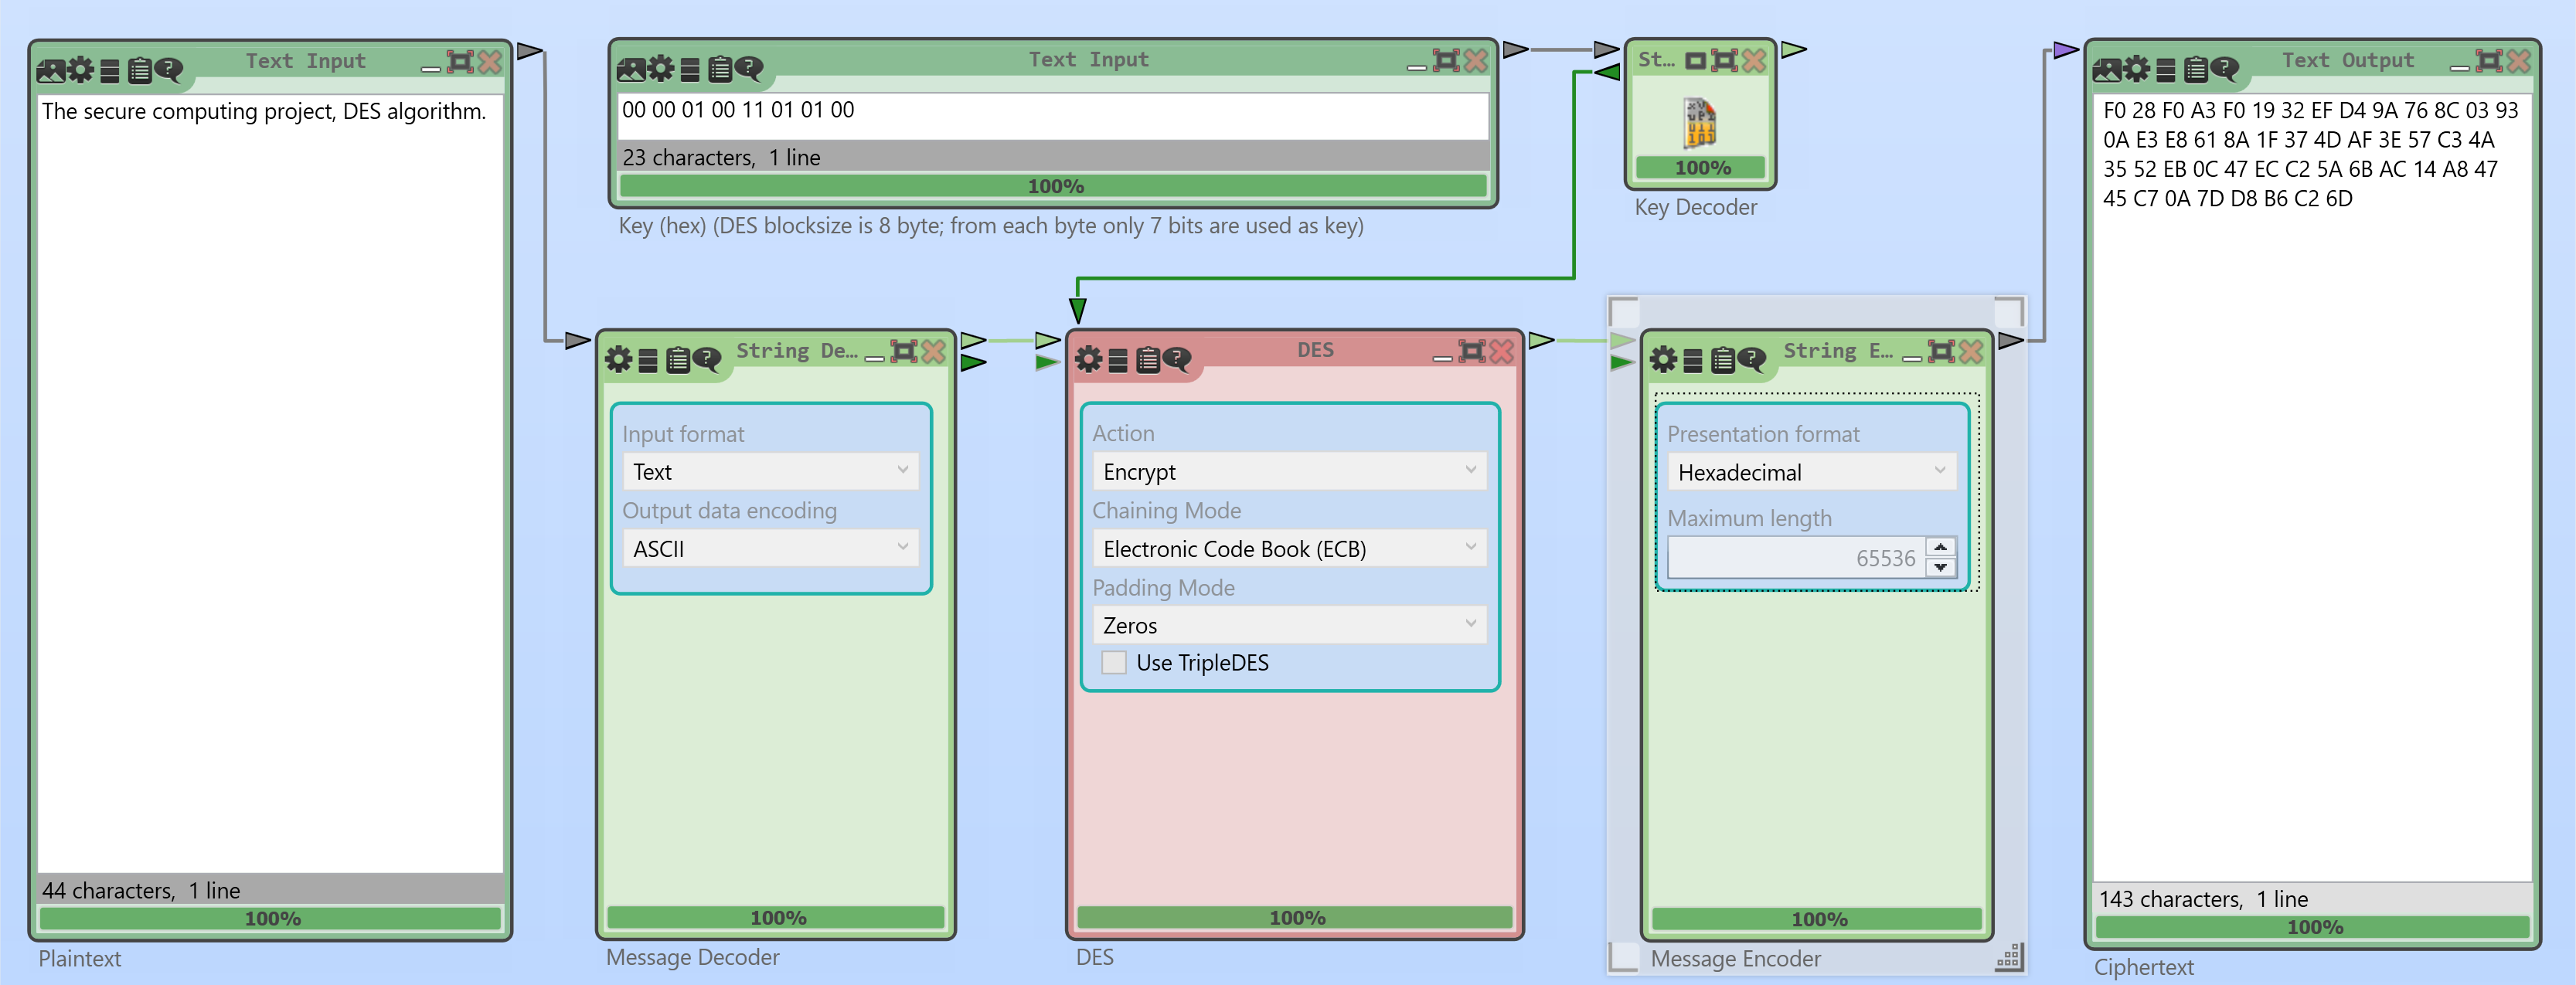 Text Input
The secure computing project, DES algorithm.
44 characters,  1 line
100%
Plaintext
Text Input
00 00 01 00 11 01 01 00
23 characters,  1 line
100%
Key (hex) (DES blocksize is 8 byte; from each byte only 7 bits are used as key)
St...
100%
Key Decoder
String De...
Input format
Text
Output data encoding
ASCII
100%
Message Decoder
DES
Action
Encrypt
Chaining Mode
Electronic Code Book (ECB)
Padding Mode
Zeros
Use TripleDES
100%
DES
String E...
Presentation format
Hexadecimal
Maximum length
65536
100%
Message Encoder
Text Output
F0 28 F0 A3 F0 19 32 EF D4 9A 76 8C 03 93
0A E3 E8 61 8A 1F 37 4D AF 3E 57 C3 4A
35 52 EB 0C 47 EC C2 5A 6B AC 14 A8 47
45 C7 0A 7D D8 B6 C2 6D
143 characters,  1 line
100%
Ciphertext